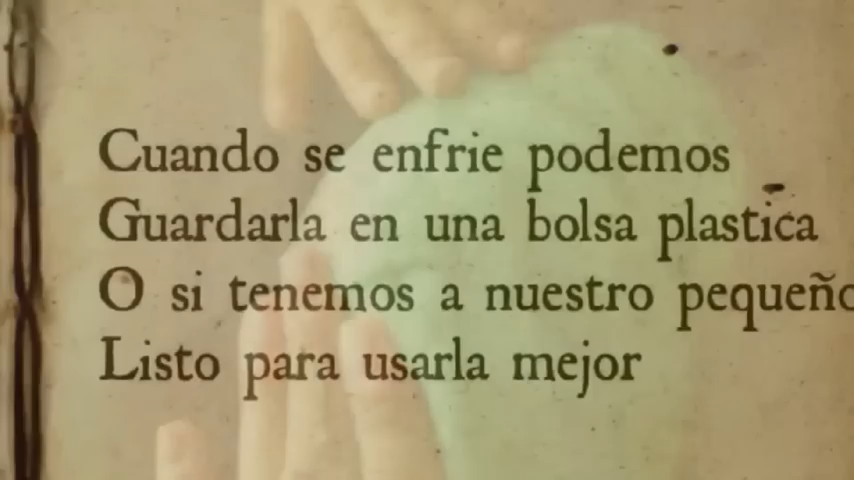 Cuando se enfrie podemos
Guardarla en una bolsa plastica
O si tenemos a nuestro pequeño
Listo para usarla mejor